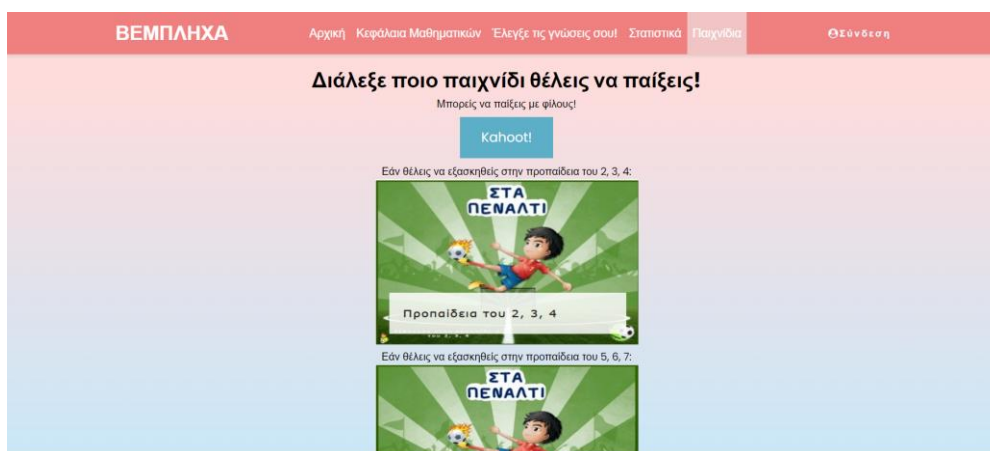 ΒΕΜΠΛΗΧΑ
Αρχική Κεφάλαια Μαθηματικών Έλεγξε τις γνώσεις σου! Στατιστικά Παιχνίδια
Σύνδεση
Διάλεξε ποιο παιχνίδι θέλεις να παίξεις!
Μπορείς να παίξεις με φίλους!
Kahoot!
Εάν θέλεις να εξασκηθείς στην προπαίδεια του 2, 3, 4:
ΣΤΑ
ΠΕΝΑΛΤΙ
Προπαίδεια του 2, 3, 4
Εάν θέλεις να εξασκηθείς στην προπαίδεια του 5, 6, 7:
ΣΤΑ
ΠΕΝΑΛΤΙ